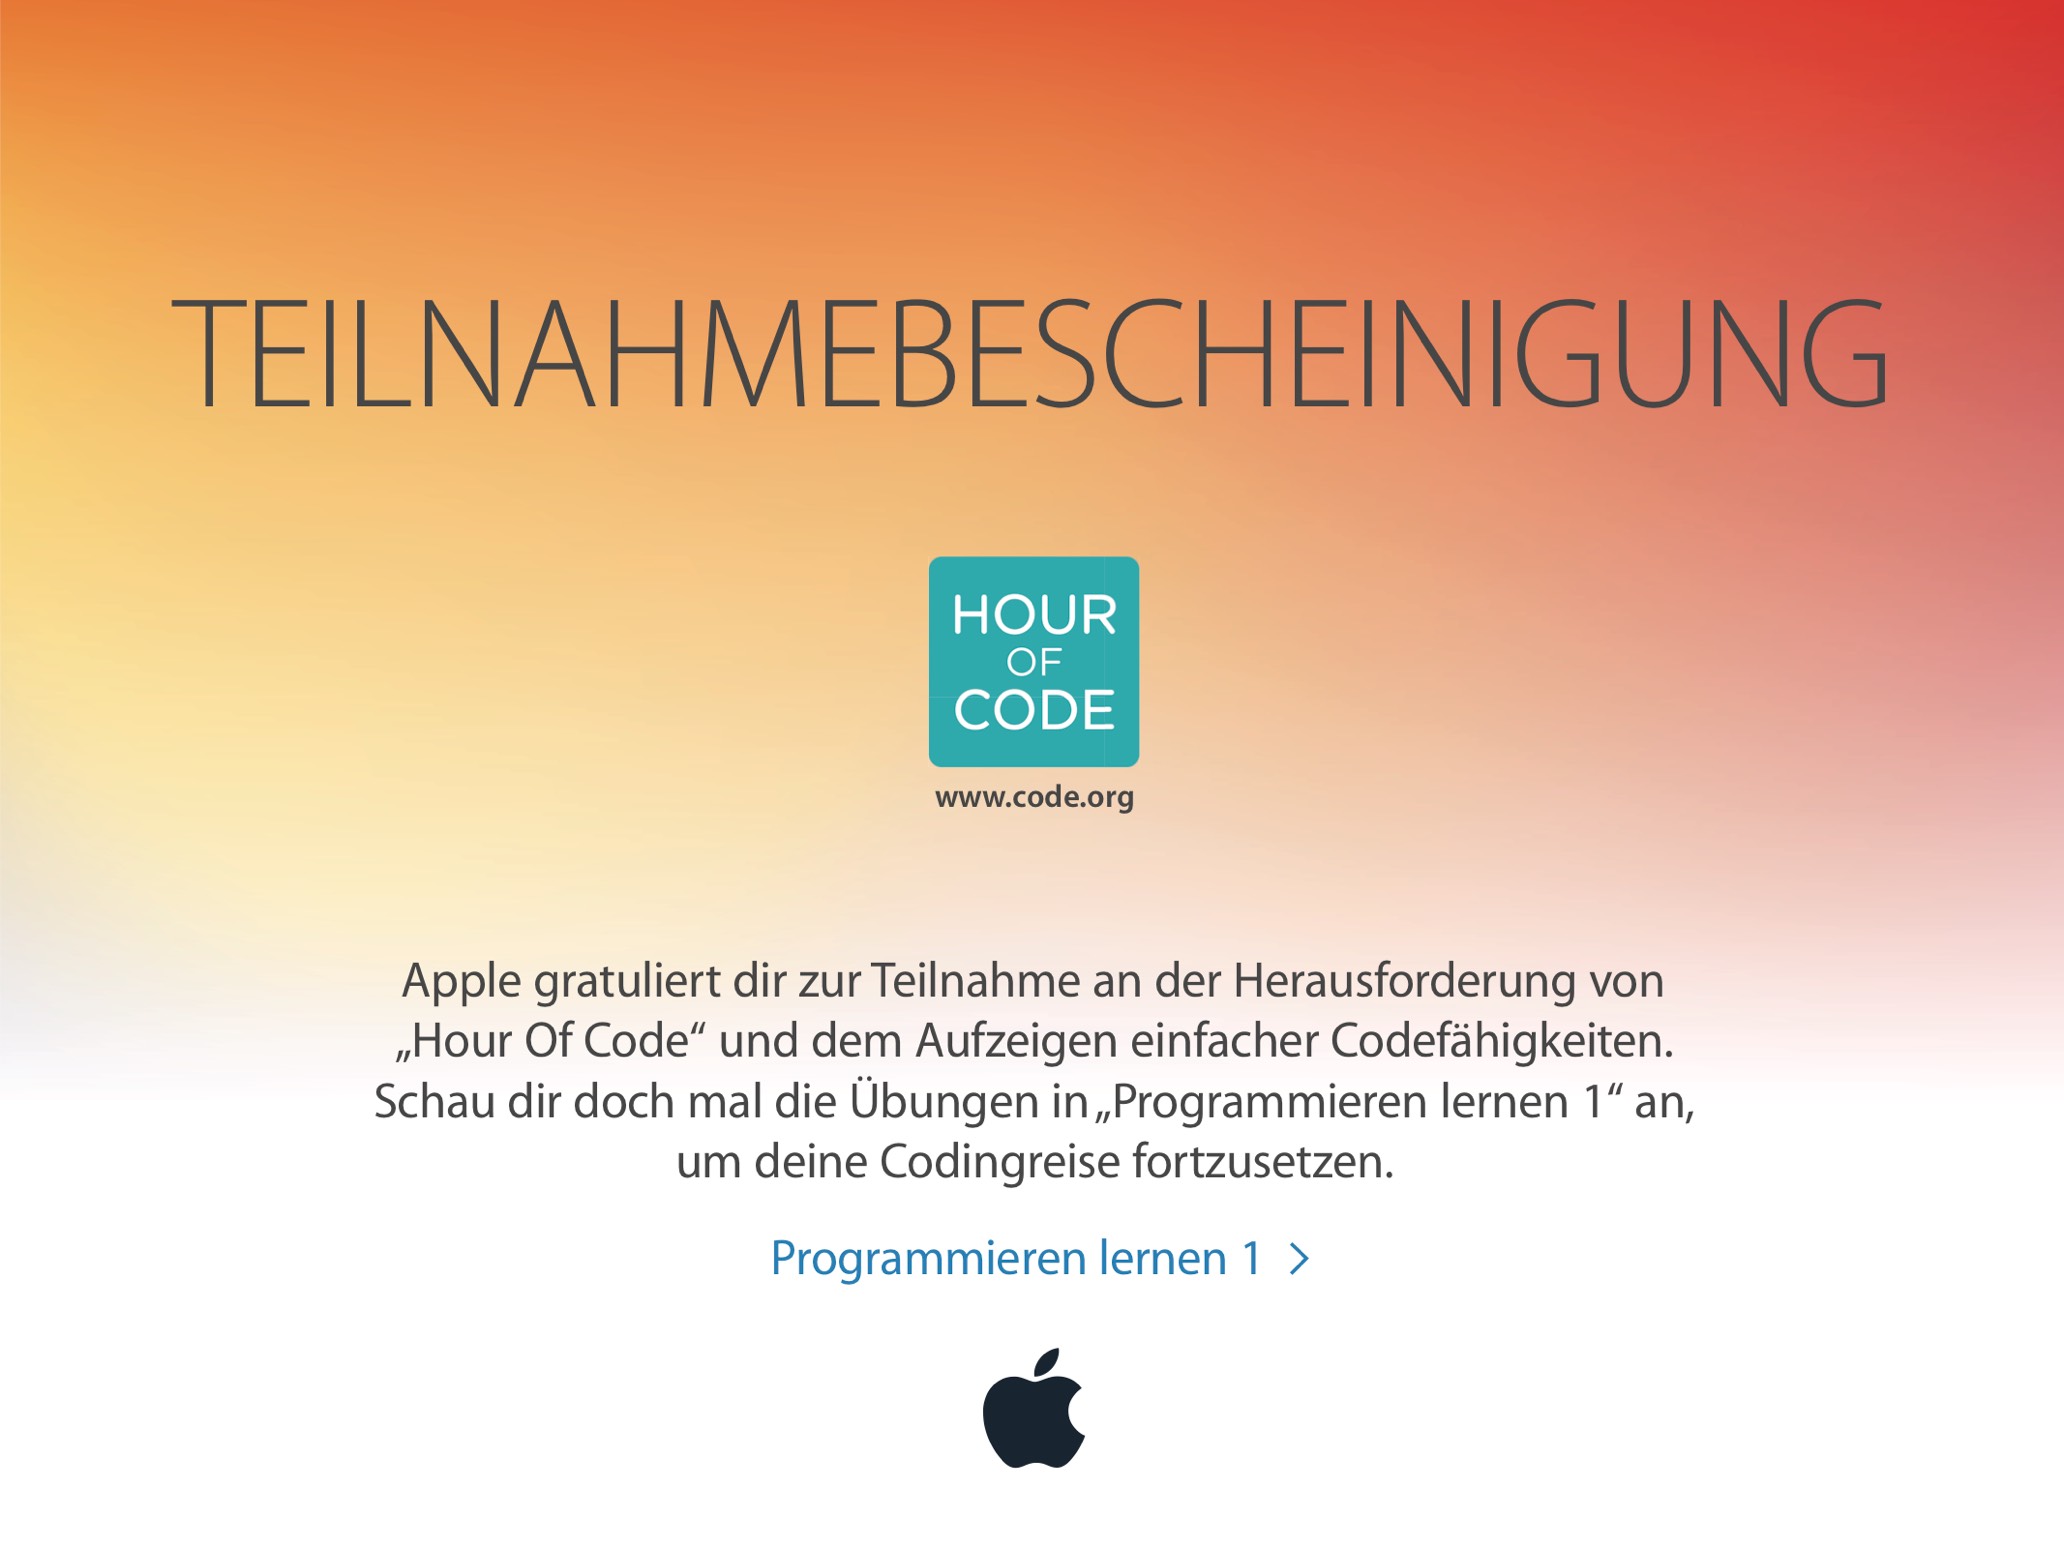 TEILNAHMEBESCHEINIGUNG
HOUR
OF
CODE
www.code.org
Apple gratuliert dir zur Teilnahme an der Herausforderung von
„Hour Of Code“ und dem Aufzeigen einfacher Codefähigkeiten.
Schau dir doch mal die Übungen in „Programmieren lernen 1“ an,
um deine Codingreise fortzusetzen.
Programmieren lernen 1 >